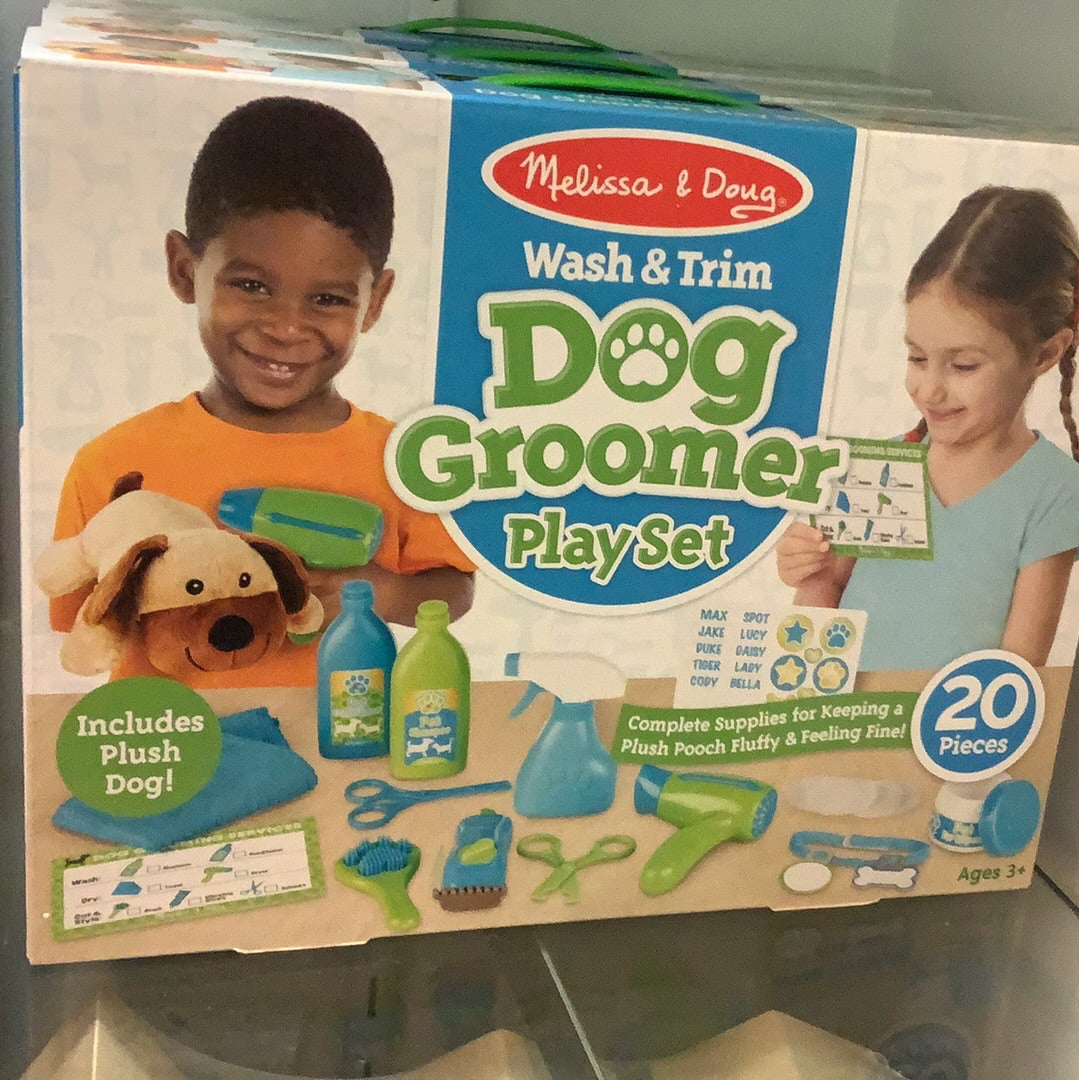 Melissa & Doug®
Wash & Trim
Dog
Groomer
Play Set
MAX SPOT
JAKE LUCY
DUKE DAISY
TIGER LADY
CODY BELLA
Complete Supplies for Keeping a
Plush Pooch Fluffy & Feeling Fine!
20
Pieces
Includes
Plush
Dog!
Wash:
Dry:
Ages 3+